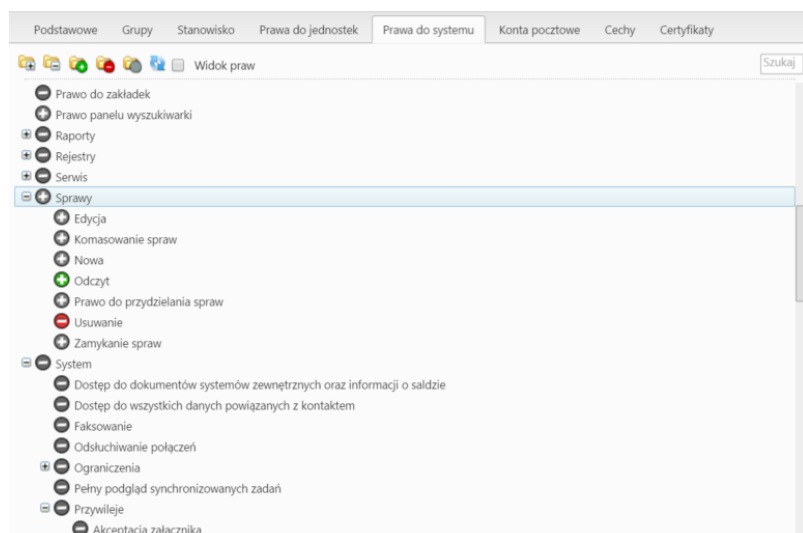 Podstawowe Grupy Stanowisko Prawa do jednostek Prawa do systemu Konta pocztowe Cechy Certyfikaty
Widok praw Szukaj
Prawo do zakładek
Prawo panelu wyszukiwarki
Raporty
Rejestry
Serwis
Sprawy
Edycja
Komasowanie spraw
Nowa
Odczyt
Prawo do przydzielania spraw
Usuwanie
Zamykanie spraw
System
Dostęp do dokumentów systemów zewnętrznych oraz informacji o saldzie
Dostęp do wszystkich danych powiązanych z kontaktem
Faksowanie
Odsłuchiwanie połączeń
Ograniczenia
Pełny podgląd synchronizowanych zadań
Przywileje
Akceptacja załącznika